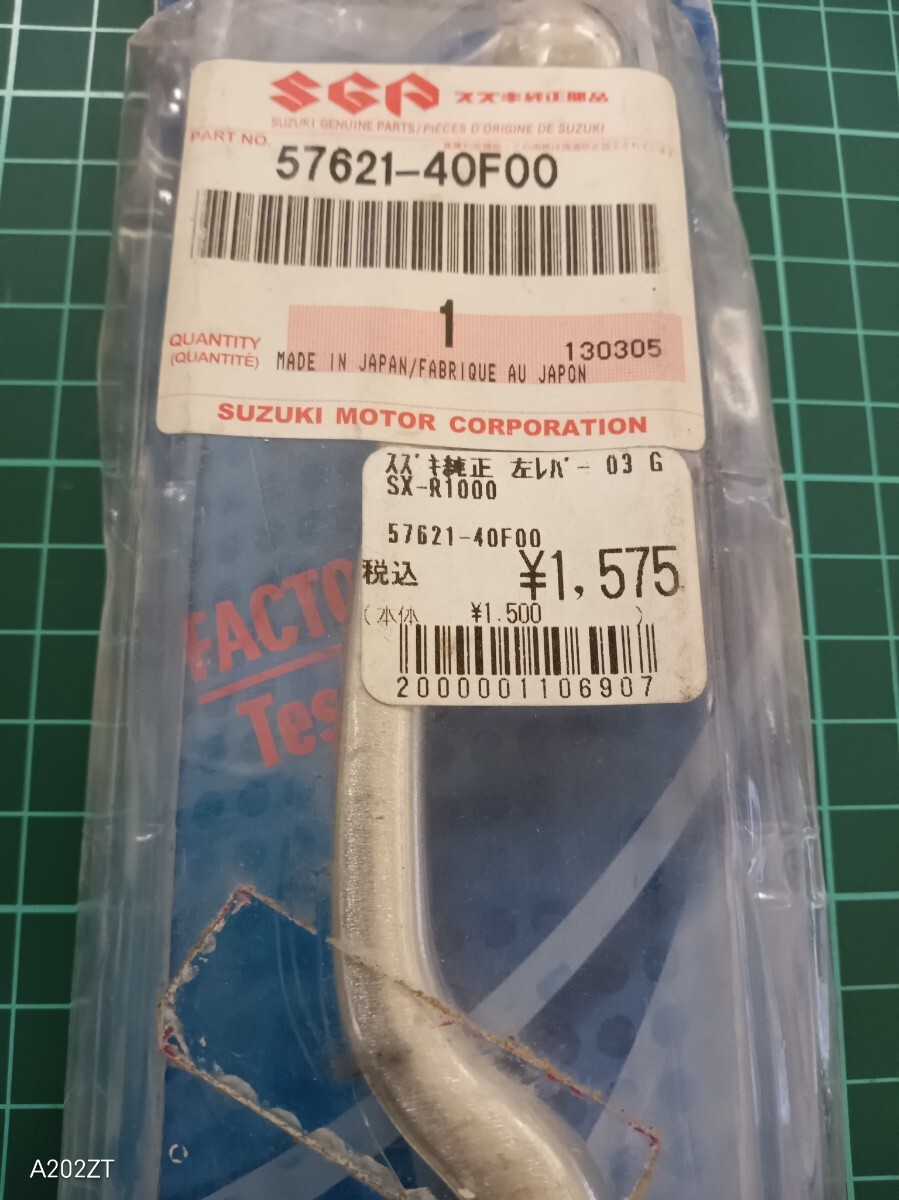 SGP スズキ純正部品
SUZUKI GENUINE PARTS/PIÈCES D'ORIGINE DE SUZUKI
PART NO.
57621-40F00
1
QUANTITY
(QUANTITÉ)
130305
MADE IN JAPAN/FABRIQUE AU JAPON
SUZUKI MOTOR CORPORATION
ｽｽﾞｷ純正 左ﾚﾊﾞｰ 03 G
SX-R1000
57621-40F00
税込 ¥1,575
(本体 ¥1,500 )
2000001106907
FACTO
Tes
A202ZT